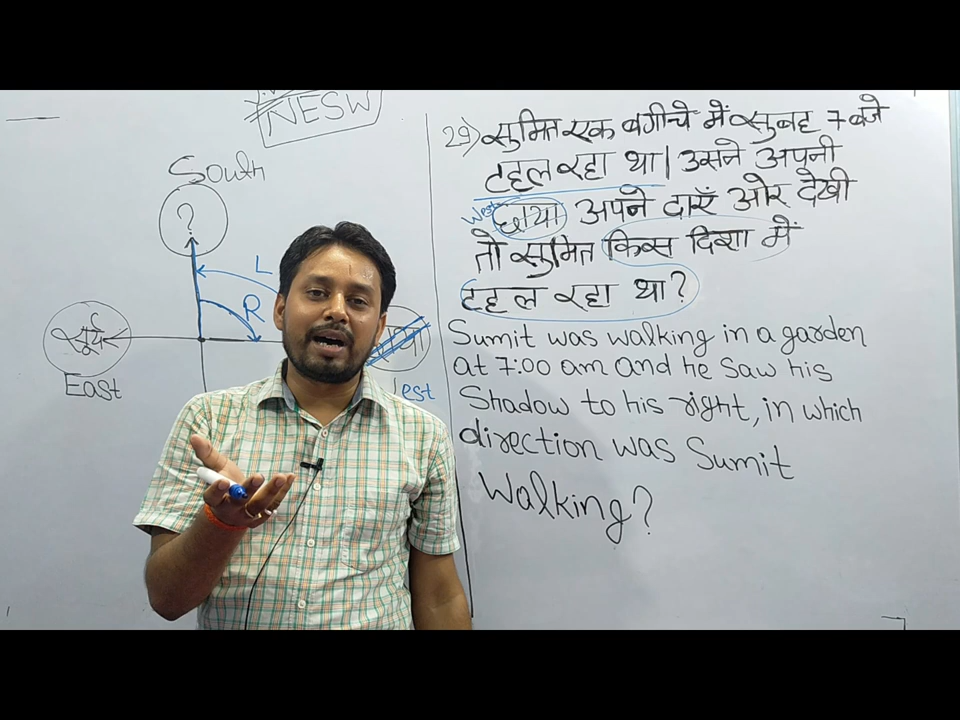 NESW
South
?
L
R
सूर्य
East
est
29) सुमित एक बगीचे में सुबह 7 बजे
टहल रहा था। उसने अपनी
West छाया अपने दाएँ ओर देखी
तो सुमित किस दिशा में
टहल रहा था?
Sumit was walking in a garden
at 7:00 am and he saw his
Shadow to his right, in which
direction was Sumit
Walking?